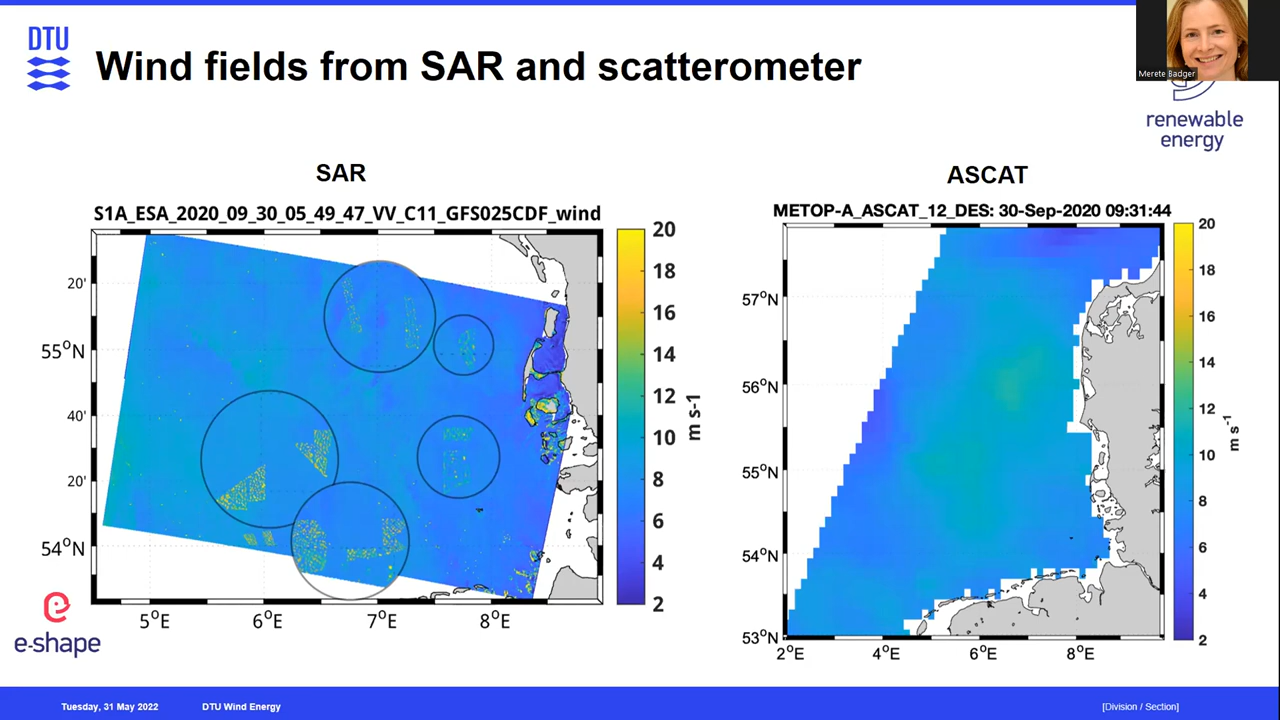 DTU
Wind fields from SAR and scatterometer
Merete Badger
renewable
energy
SAR
ASCAT
S1A_ESA_2020_09_30_05_49_47_VV_C11_GFS025CDF_wind
METOP-A_ASCAT_12_DES: 30-Sep-2020 09:31:44
20'
55°N
40'
20'
54°N
5°E
6°E
7°E
8°E
20
18
16
14
12
10
8
6
4
2
m s-1
57°N
56°N
55°N
54°N
53°N
2°E
4°E
6°E
8°E
20
18
16
14
12
10
8
6
4
2
m s-1
e-shape
Tuesday, 31 May 2022
DTU Wind Energy
[Division / Section]